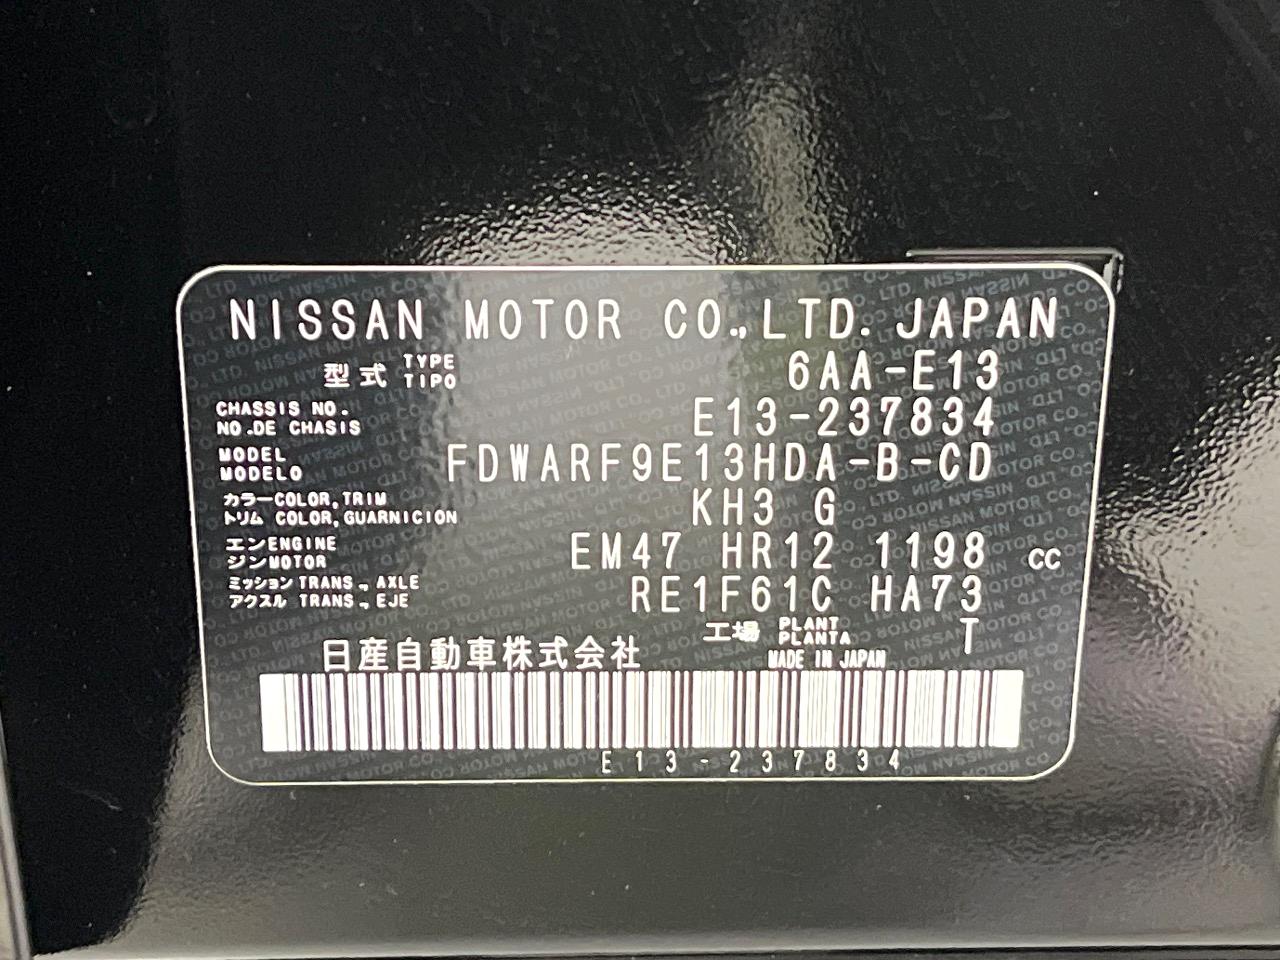 NISSAN MOTOR CO.,LTD. JAPAN
型式 TYPE TIPO 6AA-E13
CHASSIS NO. NO.DE CHASIS E13-237834
MODEL MODELO FDWARF9E13HDA-B-CD
カラー COLOR,TRIM トリム COLOR,GUARNICION KH3 G
エンジン ENGINE MOTOR EM47 HR12 1198 cc
ミッション TRANS., AXLE アクスル TRANS., EJE RE1F61C HA73
工場 PLANT PLANTA T
日産自動車株式会社 MADE IN JAPAN
E13-237834